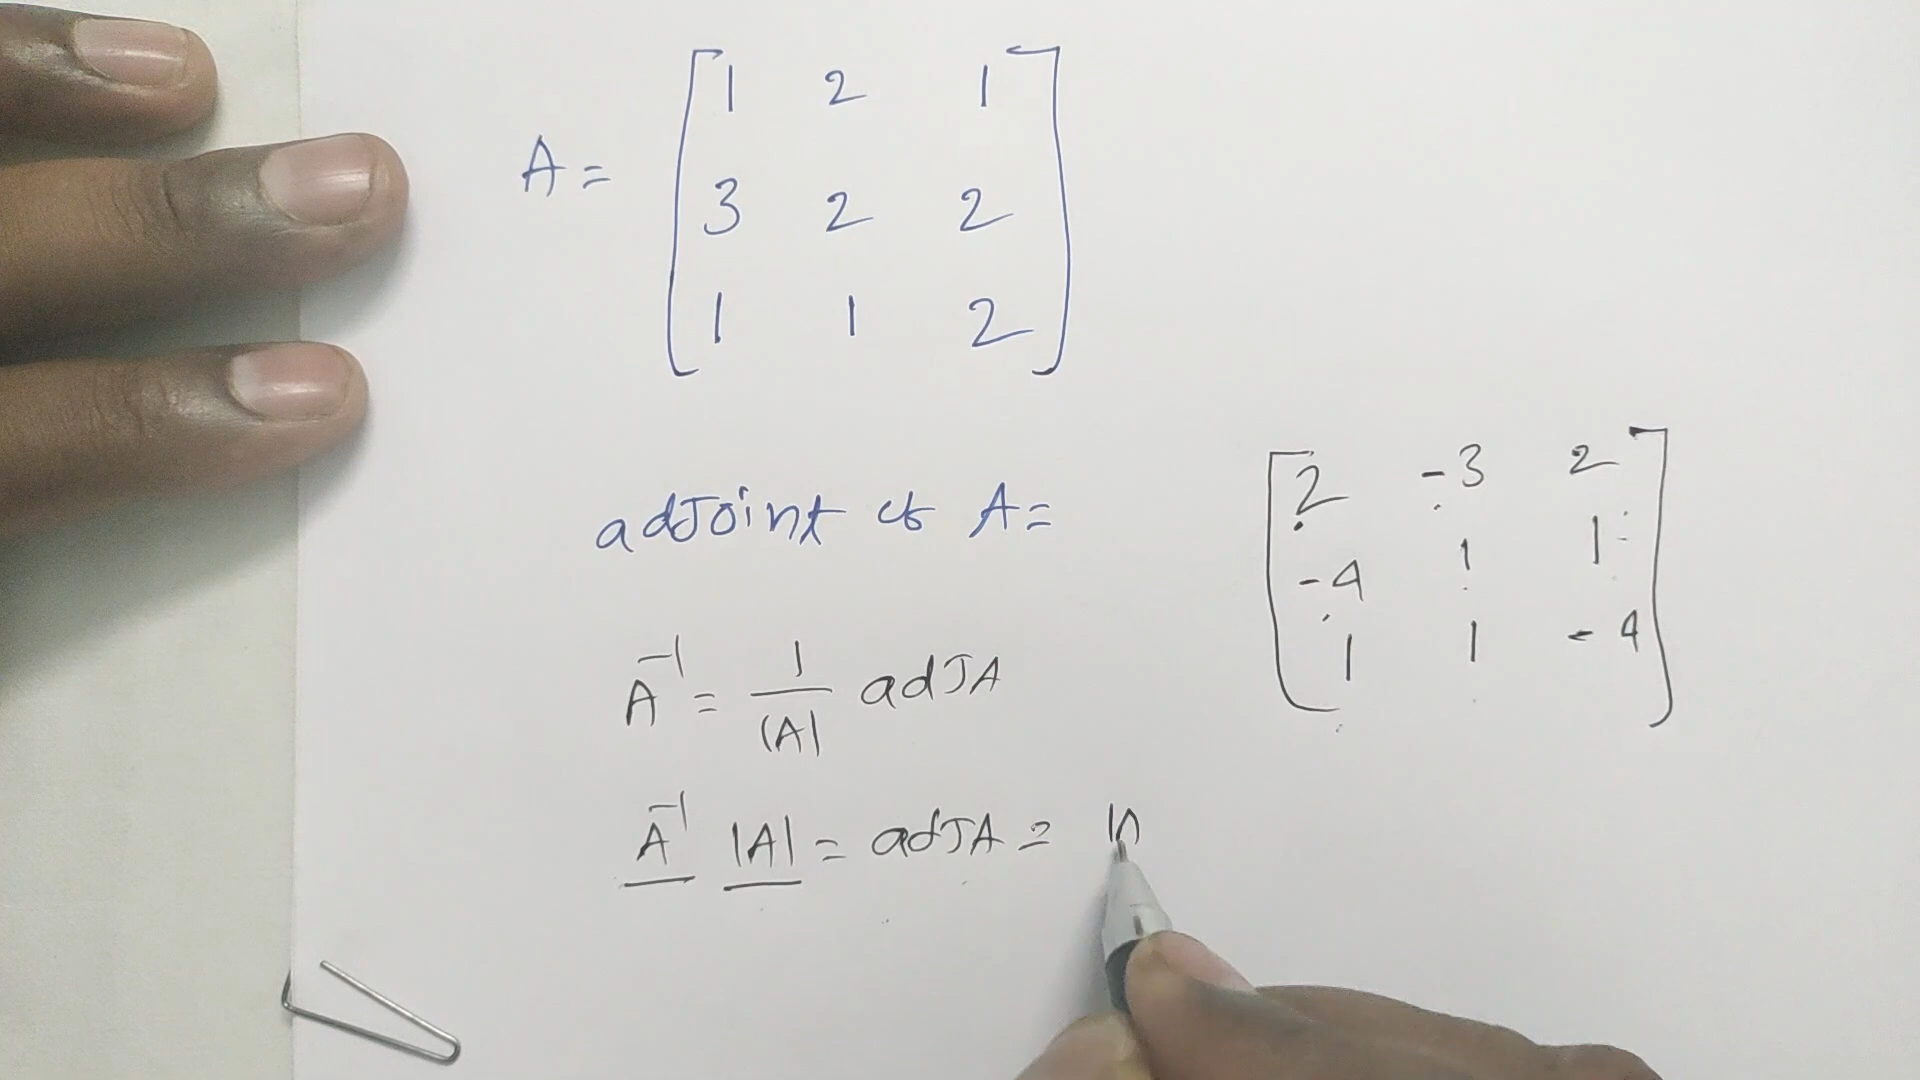 1 2 1
A = 3 2 2
1 1 2
adJoint of A =
2 -3 2
-4 1 1
1 1 -4
A⁻¹ = 1/|A| adJA
A⁻¹ |A| = adJA =